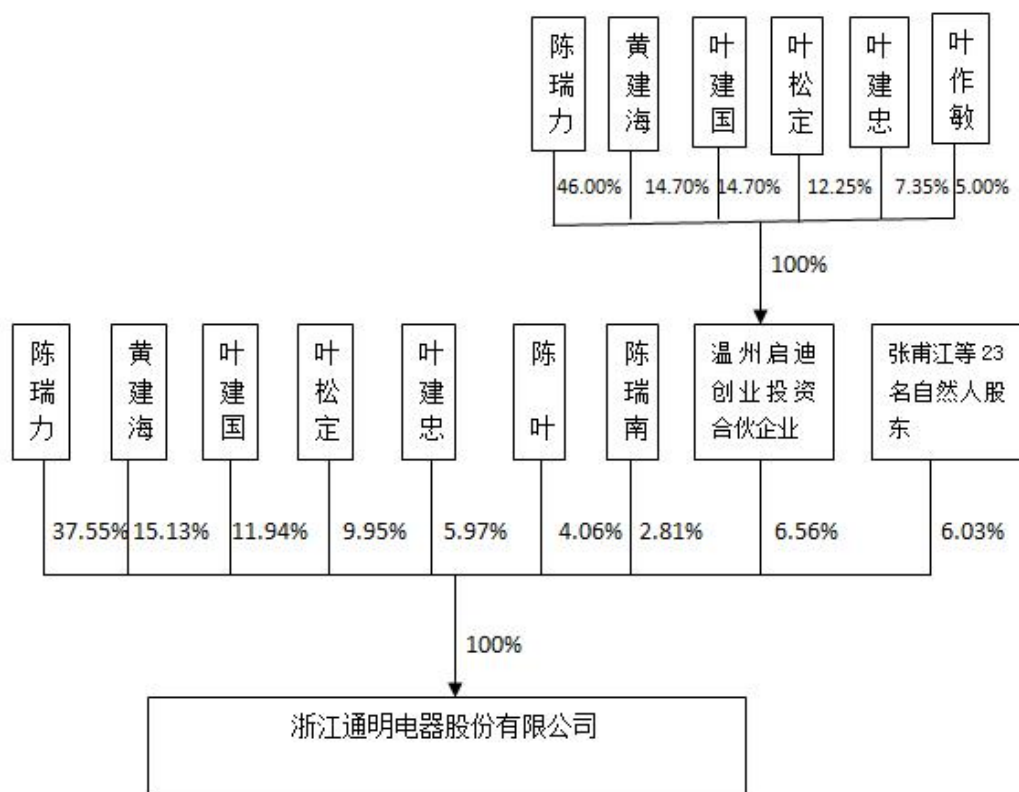 陈瑞力
黄建海
叶建国
叶松定
叶建忠
叶作敏
46.00%
14.70%
14.70%
12.25%
7.35%
5.00%
100%
陈瑞力
黄建海
叶建国
叶松定
叶建忠
陈叶
陈瑞南
温州启迪
创业投资
合伙企业
张甫江等23
名自然人股
东
37.55%
15.13%
11.94%
9.95%
5.97%
4.06%
2.81%
6.56%
6.03%
100%
浙江通明电器股份有限公司